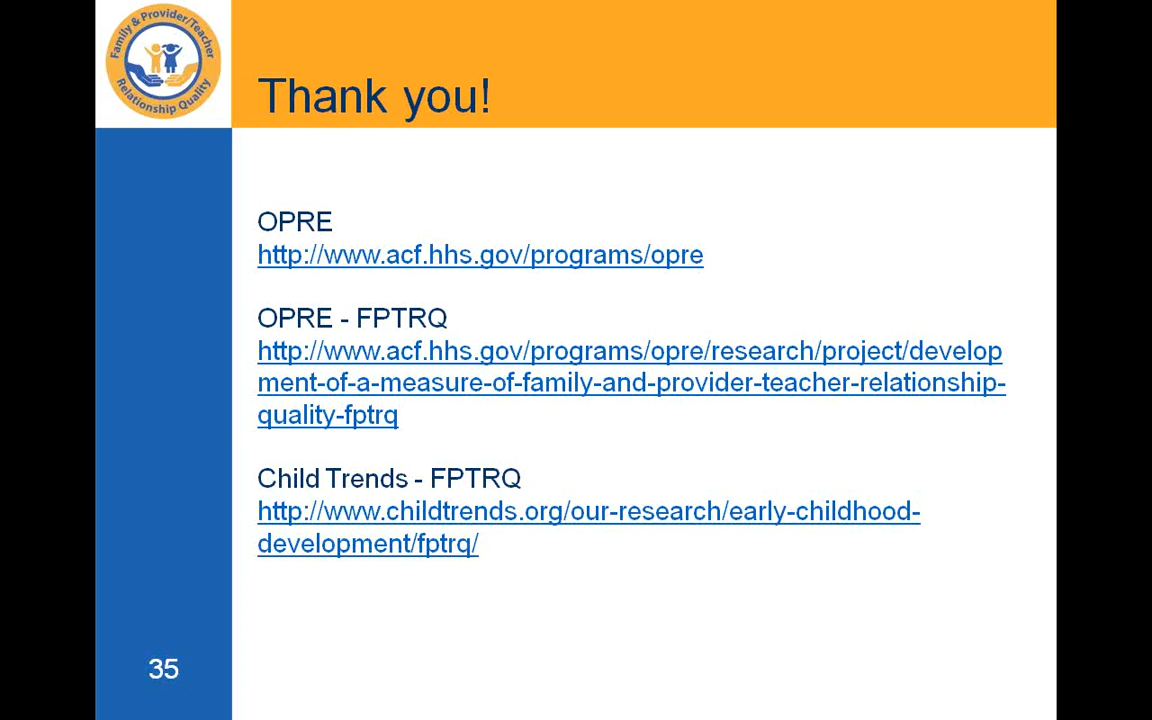 Family & Provider/Teacher
Relationship Quality
Thank you!
OPRE
http://www.acf.hhs.gov/programs/opre
OPRE - FPTRQ
http://www.acf.hhs.gov/programs/opre/research/project/develop
ment-of-a-measure-of-family-and-provider-teacher-relationship-
quality-fptrq
Child Trends - FPTRQ
http://www.childtrends.org/our-research/early-childhood-
development/fptrq/
35